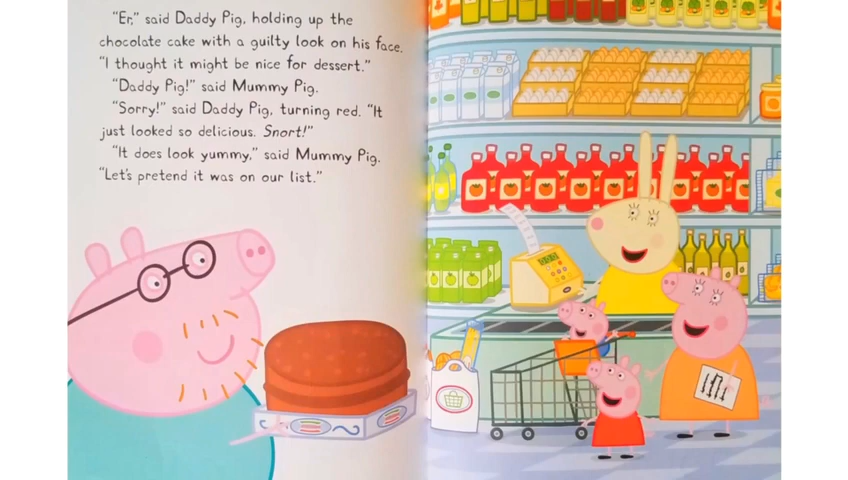 "Er," said Daddy Pig, holding up the
chocolate cake with a guilty look on his face.
"I thought it might be nice for dessert."
"Daddy Pig!" said Mummy Pig.
"Sorry!" said Daddy Pig, turning red. "It
just looked so delicious. Snort!"
"It does look yummy," said Mummy Pig.
"Let's pretend it was on our list."